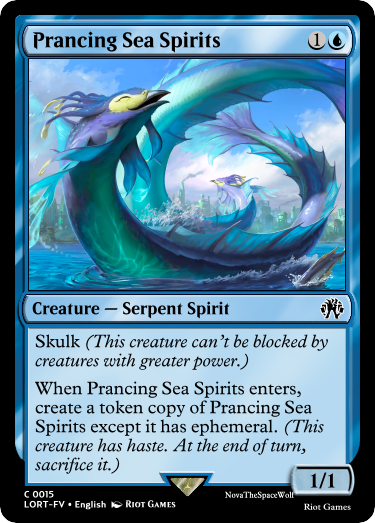 Prancing Sea Spirits 1
Creature — Serpent Spirit
Skulk (This creature can't be blocked by
creatures with greater power.)
When Prancing Sea Spirits enters,
create a token copy of Prancing Sea
Spirits except it has ephemeral. (This
creature has haste. At the end of turn,
sacrifice it.)
1/1
C 0015
LORT-FV • English Riot Games
NovaTheSpaceWolf
Riot Games